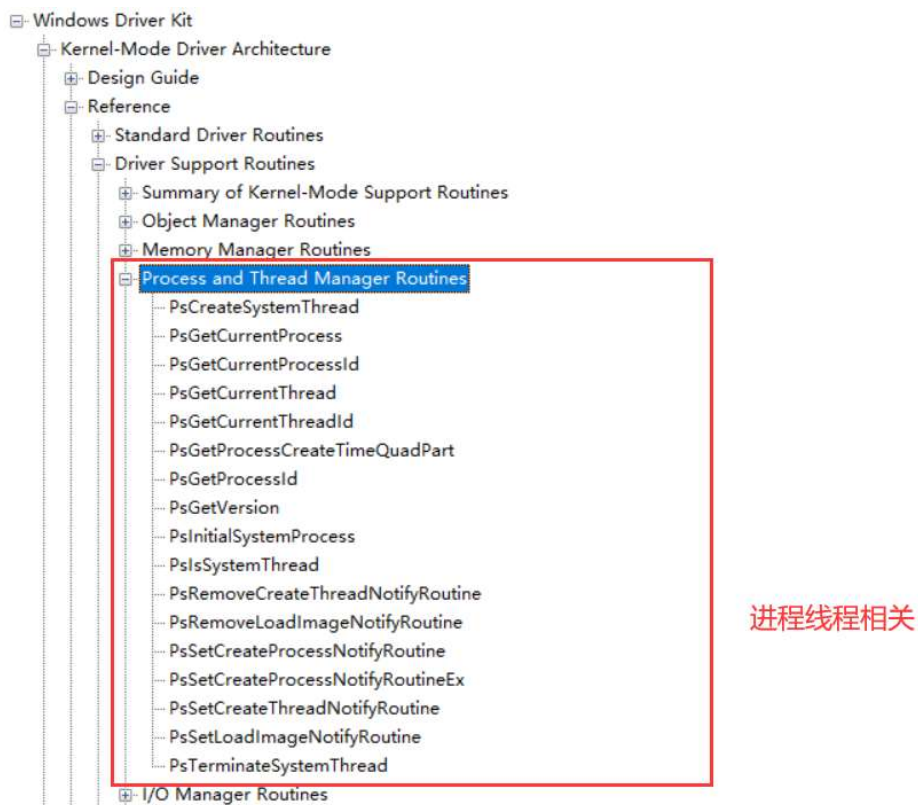 Windows Driver Kit
Kernel-Mode Driver Architecture
Design Guide
Reference
Standard Driver Routines
Driver Support Routines
Summary of Kernel-Mode Support Routines
Object Manager Routines
Memory Manager Routines
Process and Thread Manager Routines
PsCreateSystemThread
PsGetCurrentProcess
PsGetCurrentProcessId
PsGetCurrentThread
PsGetCurrentThreadId
PsGetProcessCreateTimeQuadPart
PsGetProcessId
PsGetVersion
PsInitialSystemProcess
PsIsSystemThread
PsRemoveCreateThreadNotifyRoutine
PsRemoveLoadImageNotifyRoutine
进程线程相关
PsSetCreateProcessNotifyRoutine
PsSetCreateProcessNotifyRoutineEx
PsSetCreateThreadNotifyRoutine
PsSetLoadImageNotifyRoutine
PsTerminateSystemThread
I/O Manager Routines